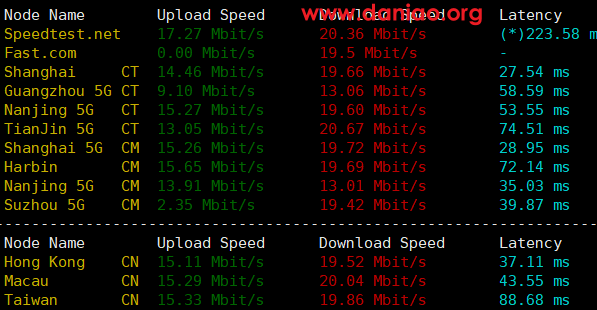 www.daniao.org
Node Name Upload Speed Download Speed Latency
Speedtest.net 17.27 Mbit/s 20.36 Mbit/s (*)223.58 m
Fast.com 0.00 Mbit/s 19.5 Mbit/s -
Shanghai CT 14.46 Mbit/s 19.66 Mbit/s 27.54 ms
Guangzhou 5G CT 9.10 Mbit/s 13.06 Mbit/s 58.59 ms
Nanjing 5G CT 15.27 Mbit/s 19.60 Mbit/s 53.55 ms
TianJin 5G CT 13.05 Mbit/s 20.67 Mbit/s 74.51 ms
Shanghai 5G CM 15.26 Mbit/s 19.72 Mbit/s 28.95 ms
Harbin CM 15.65 Mbit/s 19.69 Mbit/s 72.14 ms
Nanjing 5G CM 13.91 Mbit/s 13.01 Mbit/s 35.03 ms
Suzhou 5G CM 2.35 Mbit/s 19.42 Mbit/s 39.87 ms
Node Name Upload Speed Download Speed Latency
Hong Kong CN 15.11 Mbit/s 19.52 Mbit/s 37.11 ms
Macau CN 15.29 Mbit/s 20.04 Mbit/s 43.55 ms
Taiwan CN 15.33 Mbit/s 19.86 Mbit/s 88.68 ms